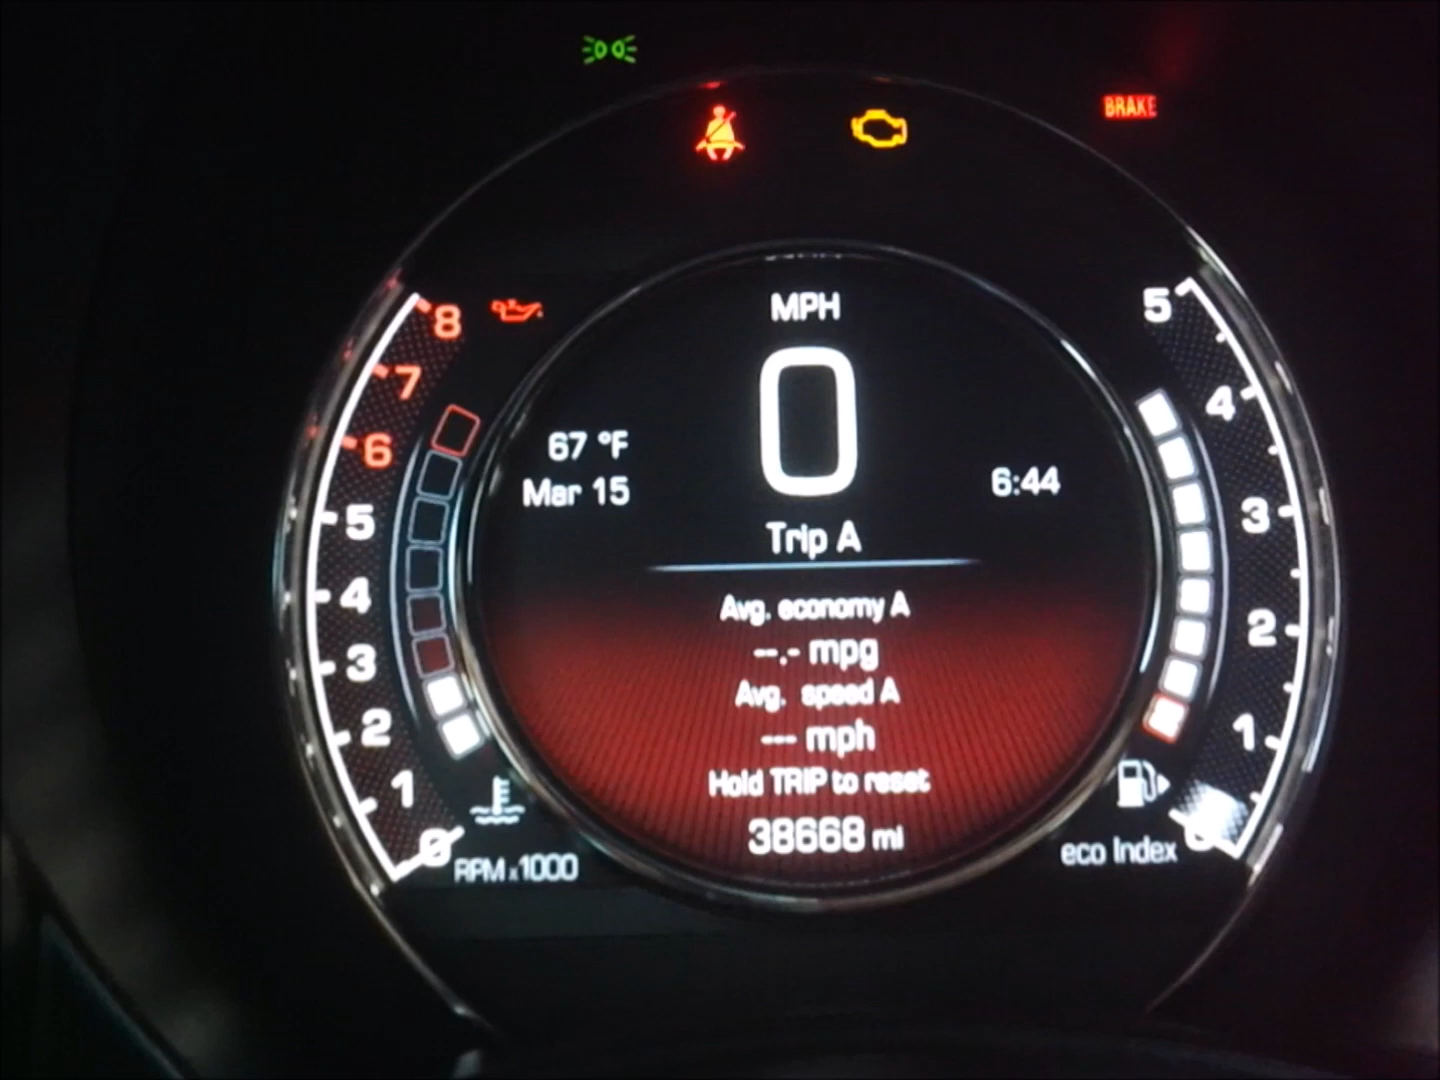 BRAKE
MPH
0
67 °F
Mar 15
6:44
Trip A
Avg. economy A
--.- mpg
Avg. speed A
--- mph
Hold TRIP to reset
38668 mi
8
7
6
5
4
3
2
1
0
RPM x1000
5
4
3
2
1
0
eco Index